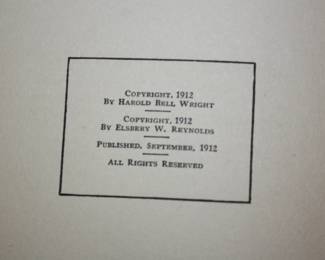 Copyright, 1912
By Harold Bell Wright
Copyright, 1912
By Elsbery W. Reynolds
Published, September, 1912
All Rights Reserved